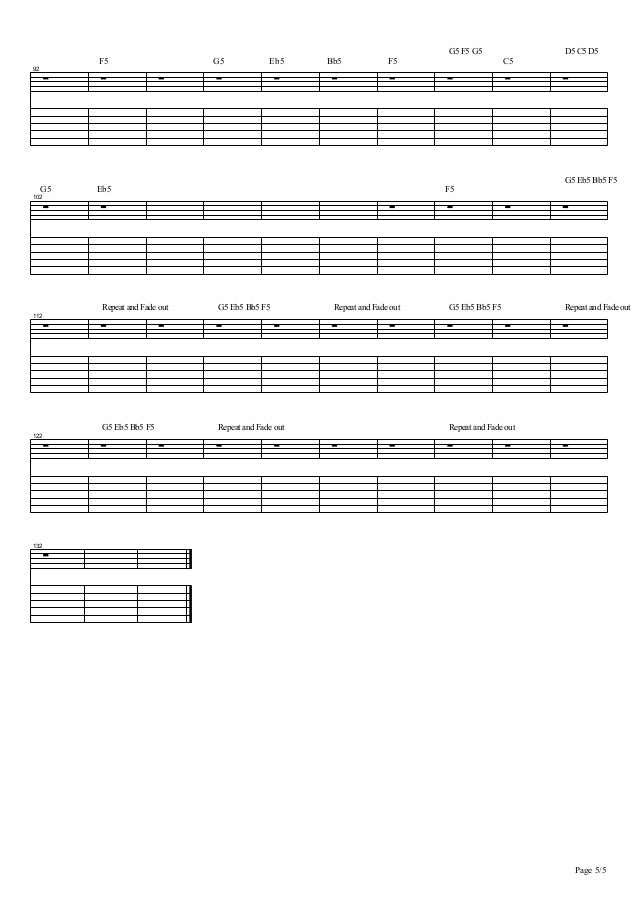 G5 F5 G5 D5 C5 D5
F5 G5 Eb5 Bb5 F5 C5
92
G5 Eb5 Bb5 F5
G5 Eb5 F5
102
Repeat and Fade out G5 Eb5 Bb5 F5 Repeat and Fade out G5 Eb5 Bb5 F5 Repeat and Fade out
112
G5 Eb5 Bb5 F5 Repeat and Fade out Repeat and Fade out
122
132
Page 5/5